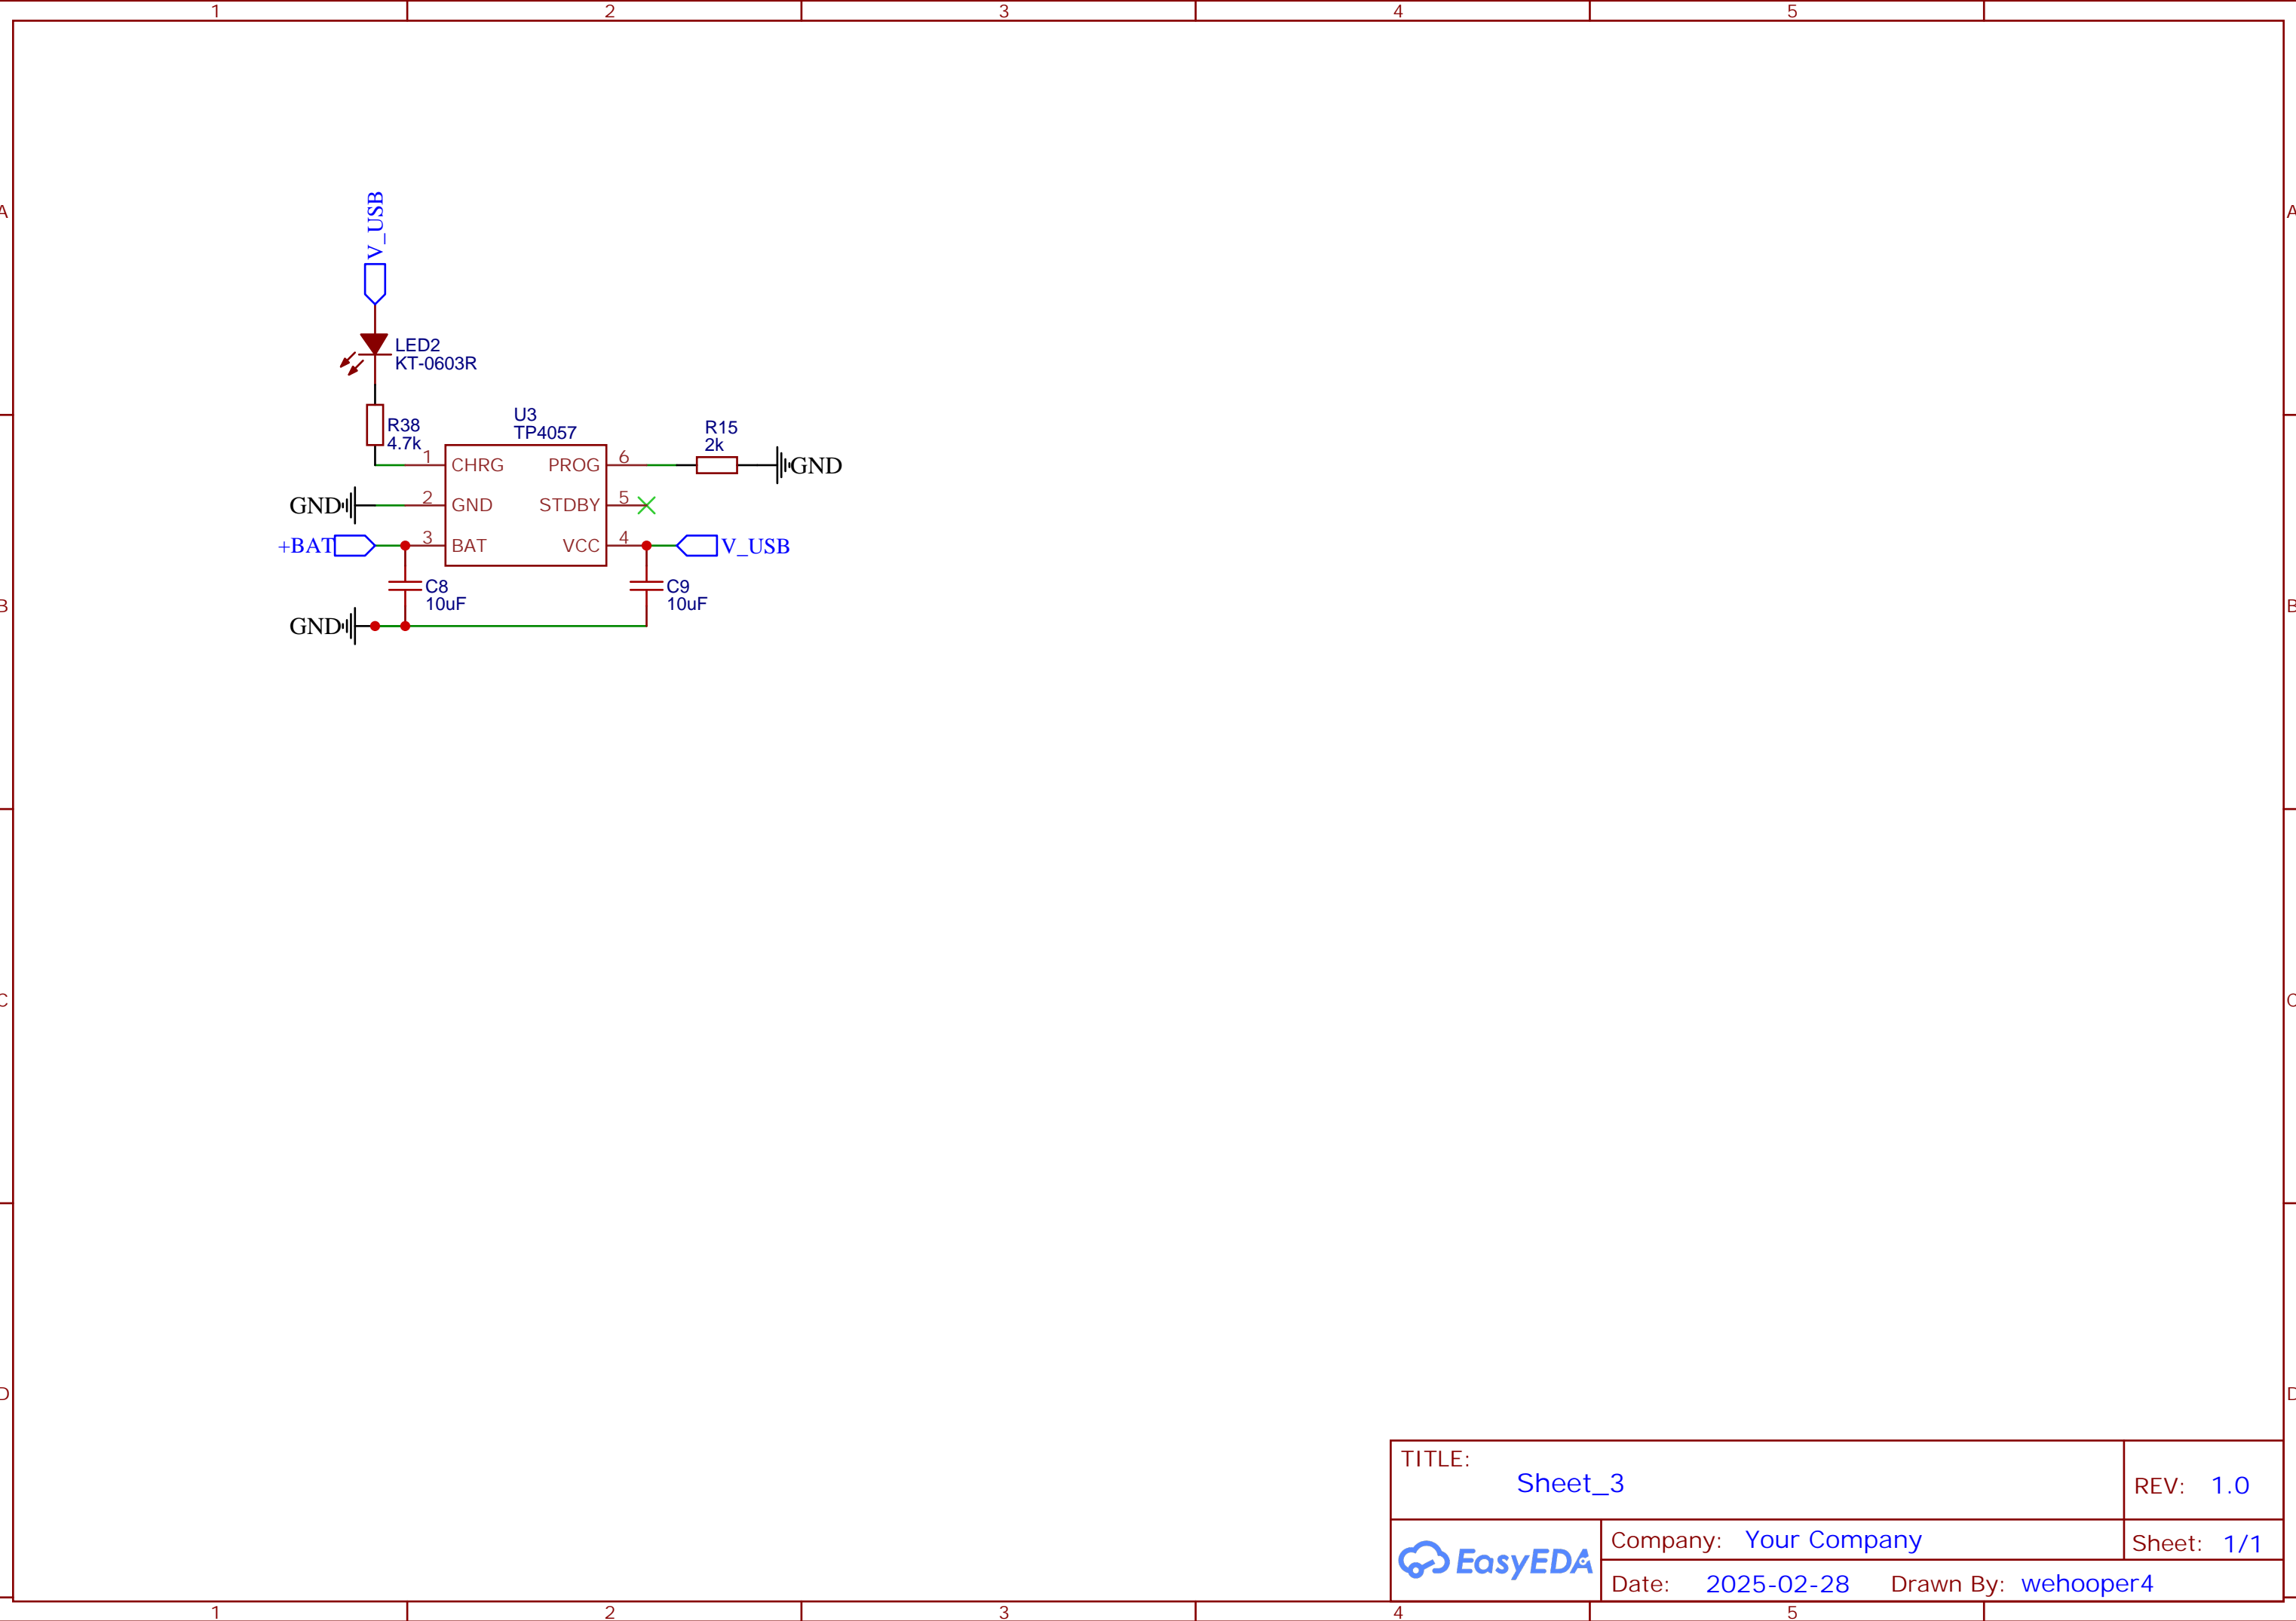 1 2 3 4 5
A A
V_USB
LED2
KT-0603R
R38
4.7k
U3
TP4057
R15
2k
1 CHRG PROG 6
GND
GND 2 GND STDBY 5
+BAT 3 BAT VCC 4 V_USB
C8
10uF
C9
10uF
GND
B B
C C
D D
TITLE:
Sheet_3
REV: 1.0
EasyEDA
Company: Your Company
Sheet: 1/1
Date: 2025-02-28 Drawn By: wehooper4
1 2 3 4 5